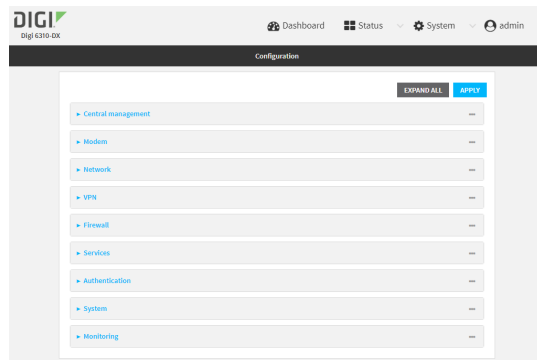 DIGI
Digi 6310-DX
Dashboard Status System admin
Configuration
EXPAND ALL APPLY
Central management
Modem
Network
VPN
Firewall
Services
Authentication
System
Monitoring